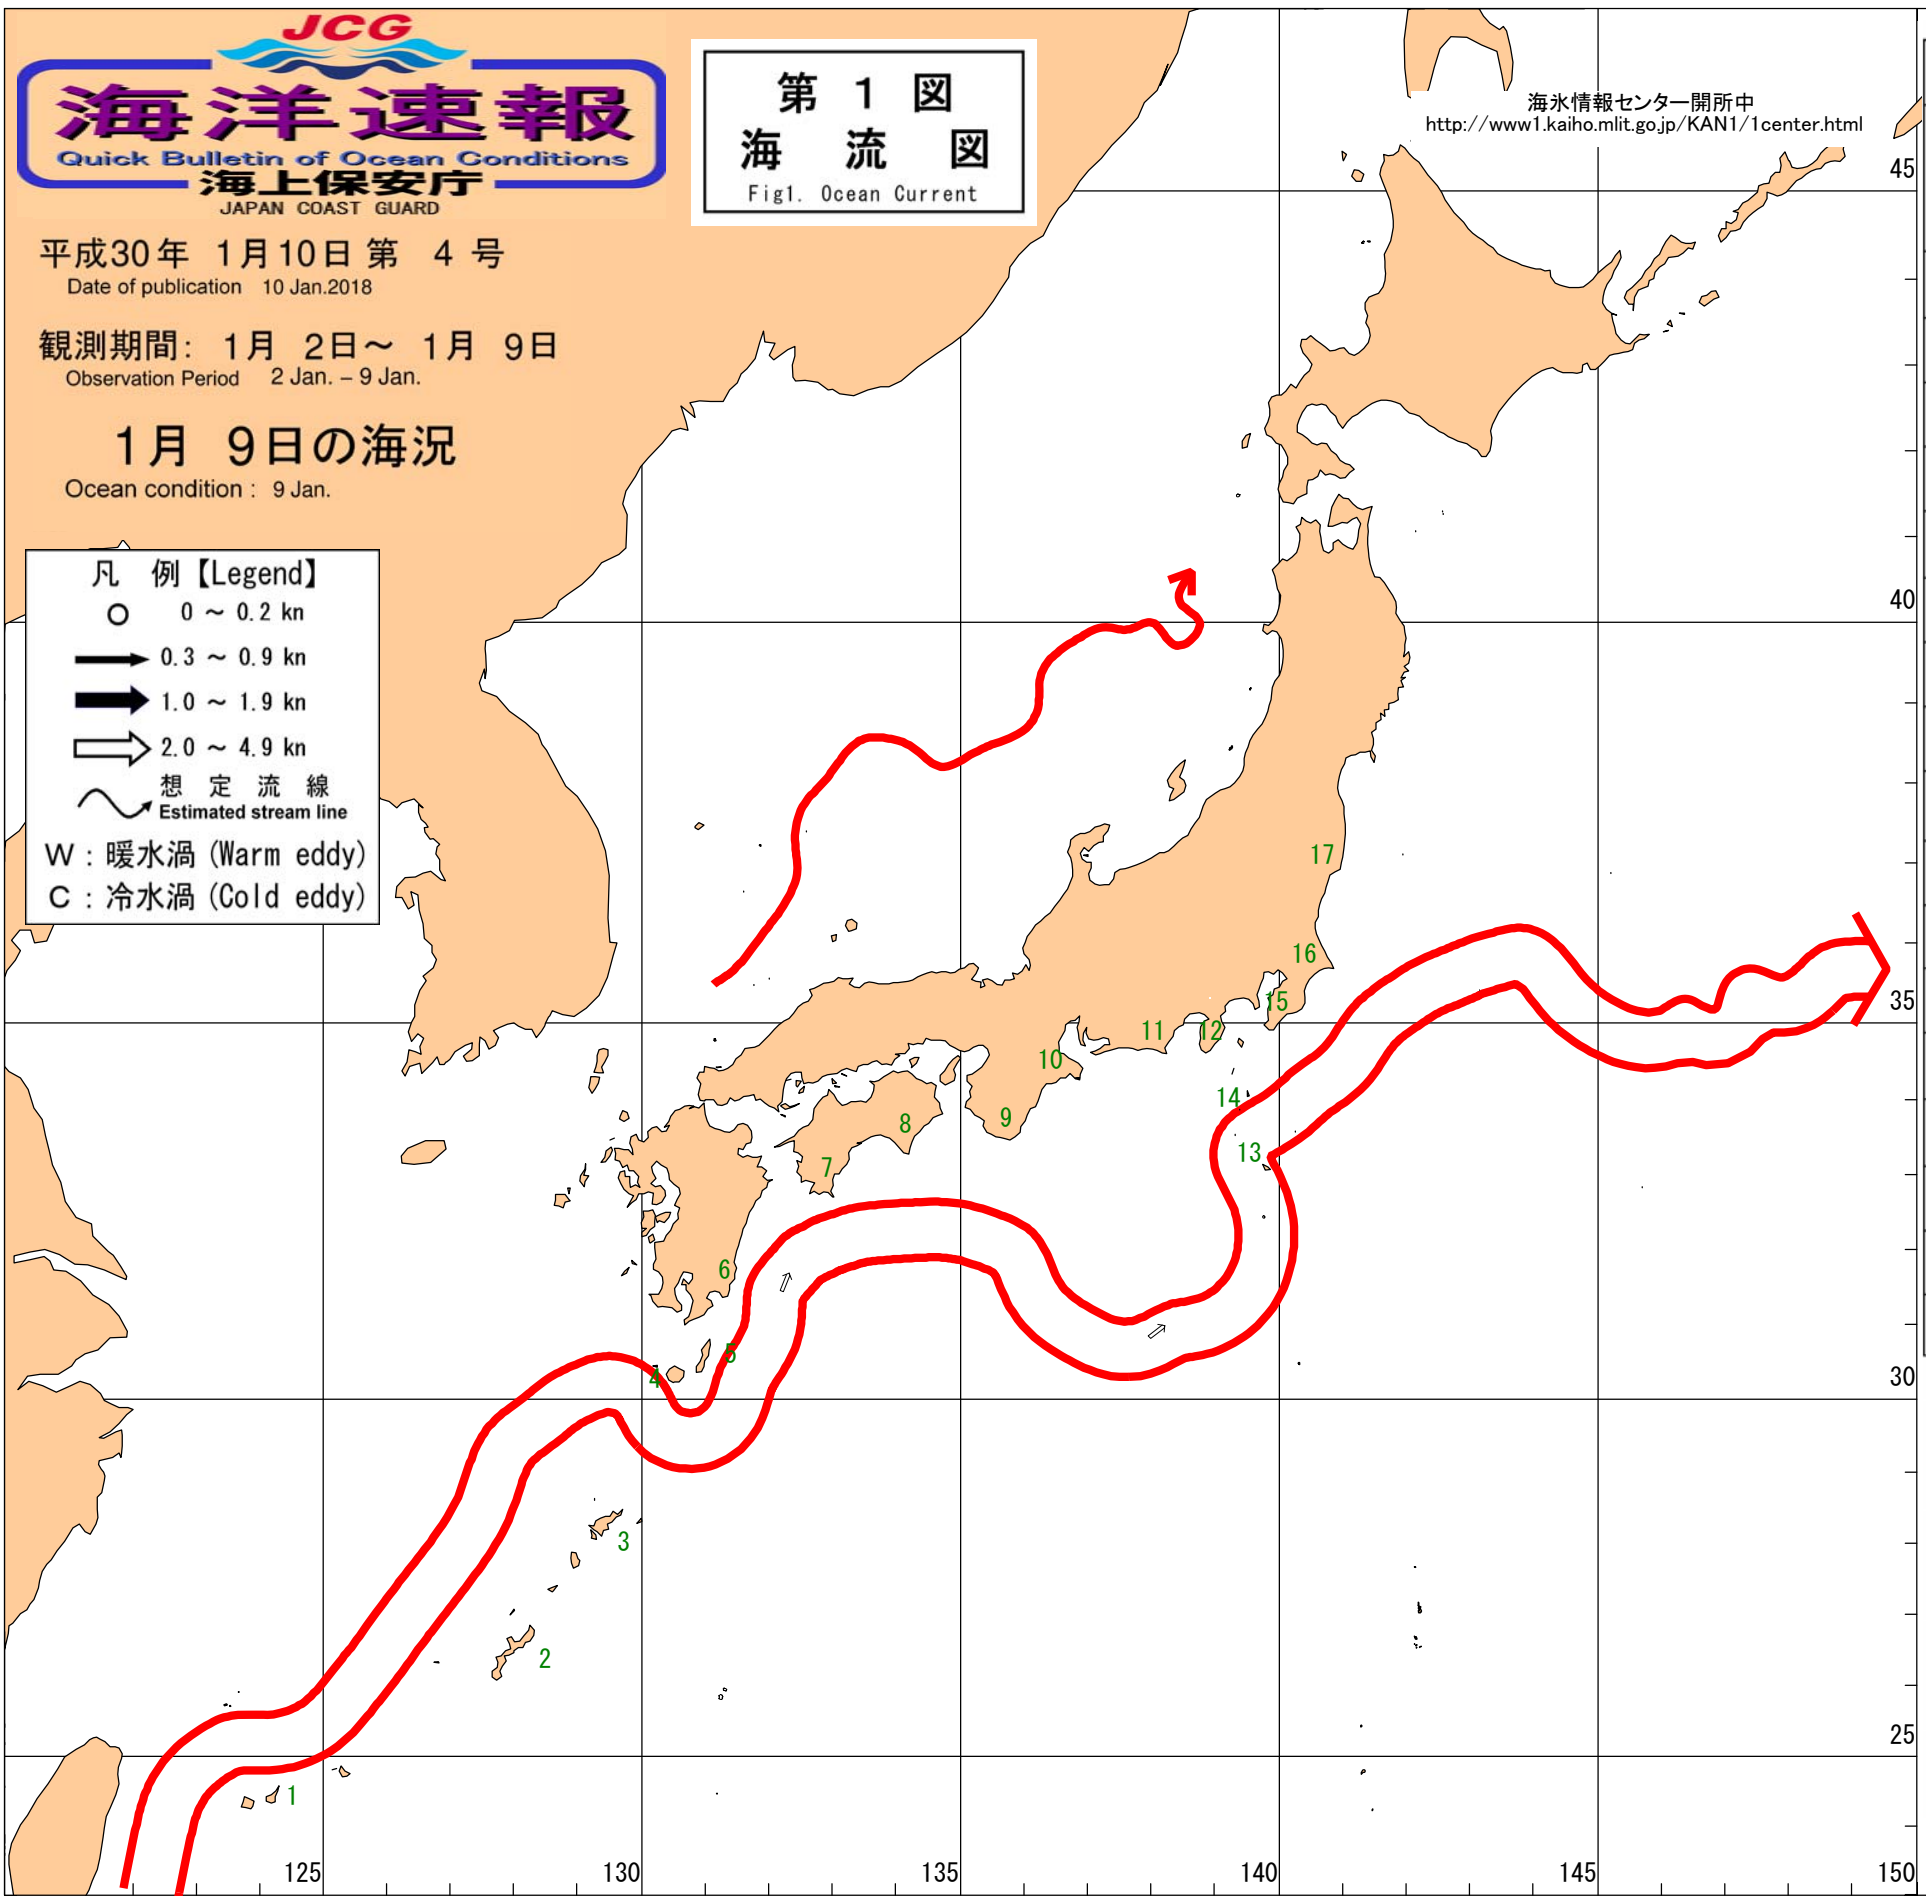 JCG
海洋速報
Quick Bulletin of Ocean Conditions
海上保安庁
JAPAN COAST GUARD
第 1 図
海 流 図
Fig1. Ocean Current
海氷情報センター開所中
http://www1.kaiho.mlit.go.jp/KAN1/1center.html
平成30年 1月10日 第 4 号
Date of publication 10 Jan.2018
観測期間: 1月 2日~ 1月 9日
Observation Period 2 Jan. – 9 Jan.
1月 9日の海況
Ocean condition : 9 Jan.
凡 例【Legend】
0 ~ 0.2 kn
0.3 ~ 0.9 kn
1.0 ~ 1.9 kn
2.0 ~ 4.9 kn
想 定 流 線
Estimated stream line
W : 暖水渦 (Warm eddy)
C : 冷水渦 (Cold eddy)
45
40
17
16
35
15
11
12
10
14
9
8
13
7
6
5
4
30
3
2
25
1
125
130
135
140
145
150